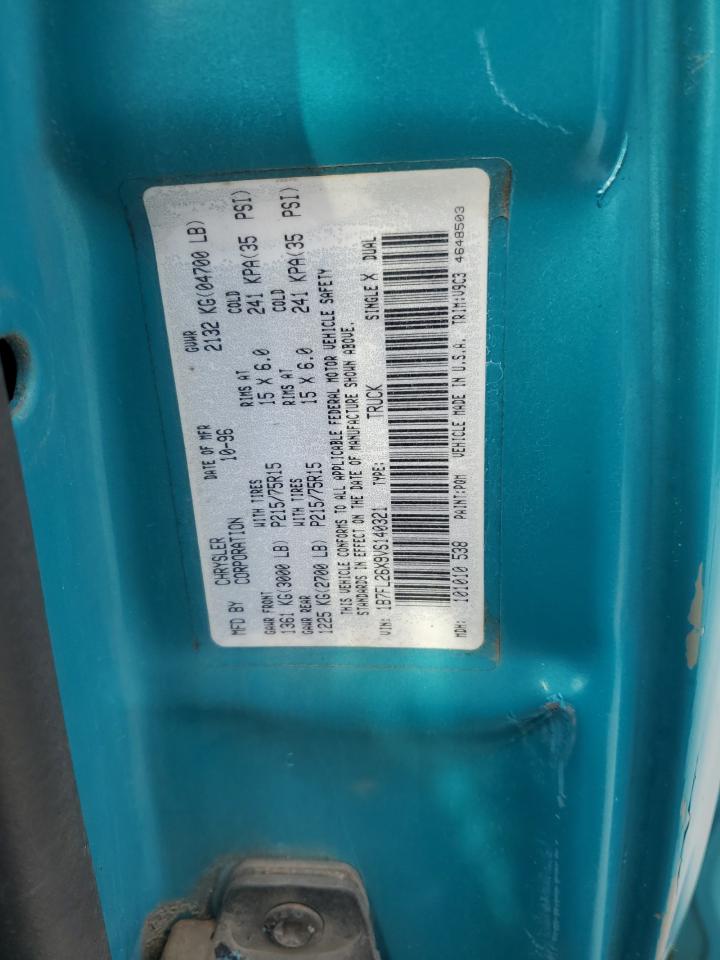 MFD BY CHRYSLER CORPORATION DATE OF MFR 10-96 GVWR 2132 KG(04700 LB)
GAWR FRONT WITH TIRES RIMS AT COLD
1361 KG(3000 LB) P215/75R15 15 X 6.0 241 KPA(35 PSI)
GAWR REAR WITH TIRES RIMS AT COLD
1225 KG(2700 LB) P215/75R15 15 X 6.0 241 KPA(35 PSI)
THIS VEHICLE CONFORMS TO ALL APPLICABLE FEDERAL MOTOR VEHICLE SAFETY
STANDARDS IN EFFECT ON THE DATE OF MANUFACTURE SHOWN ABOVE.
VIN: 1B7FL26X9VS140321 TYPE: TRUCK SINGLE X DUAL
MDH: 101010 538 PAINT:PQM VEHICLE MADE IN U.S.A. TRIM:V9C3 4648503